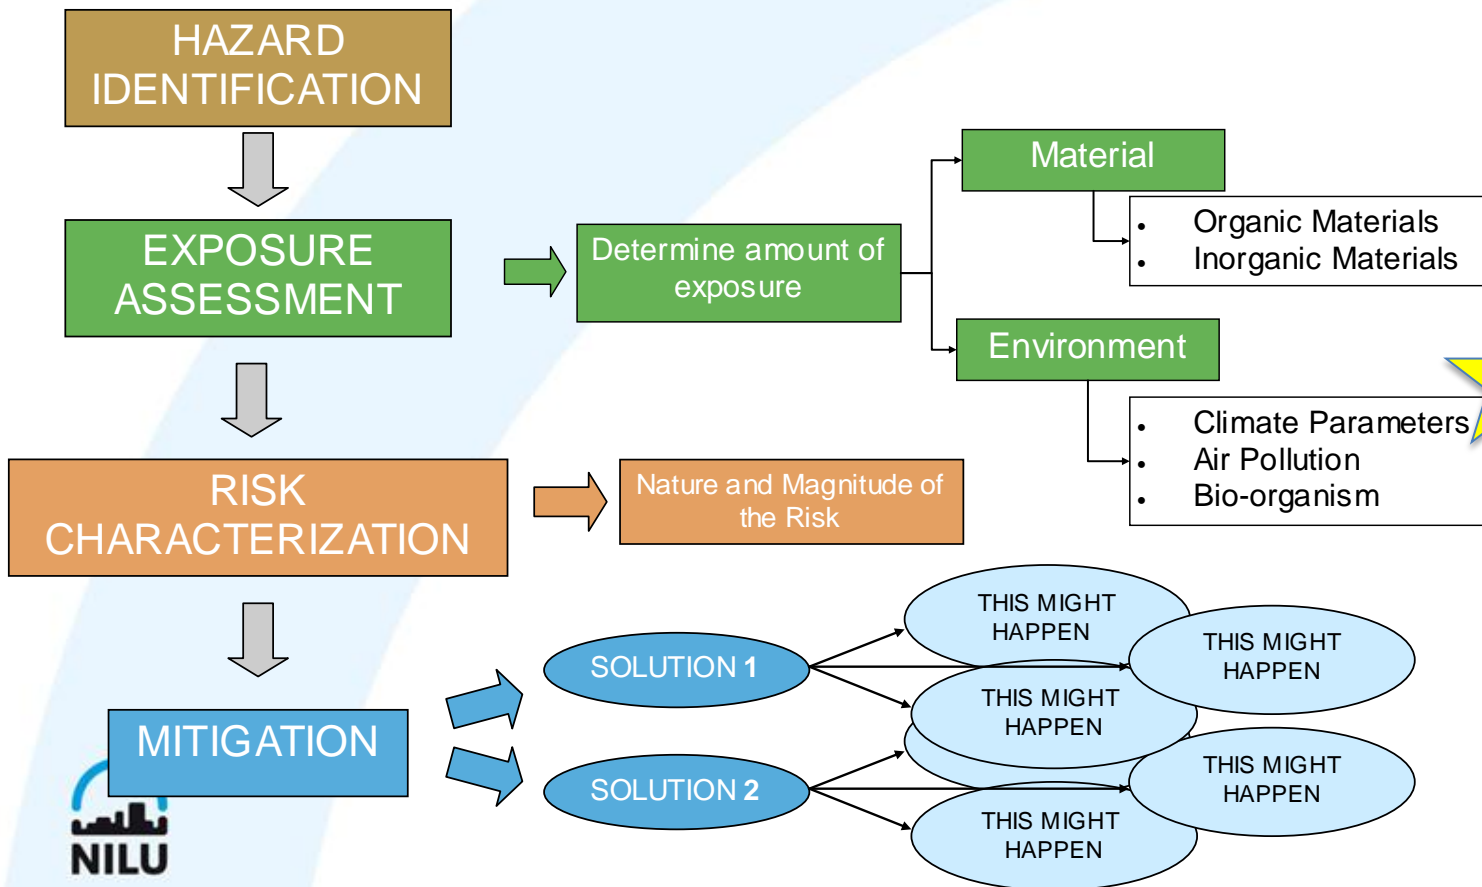 HAZARD
IDENTIFICATION
EXPOSURE
ASSESSMENT
Determine amount of
exposure
Material
• Organic Materials
• Inorganic Materials
Environment
• Climate Parameters
• Air Pollution
• Bio-organism
RISK
CHARACTERIZATION
Nature and Magnitude of
the Risk
MITIGATION
SOLUTION 1
THIS MIGHT
HAPPEN
THIS MIGHT
HAPPEN
THIS MIGHT
HAPPEN
SOLUTION 2
THIS MIGHT
HAPPEN
THIS MIGHT
HAPPEN
NILU